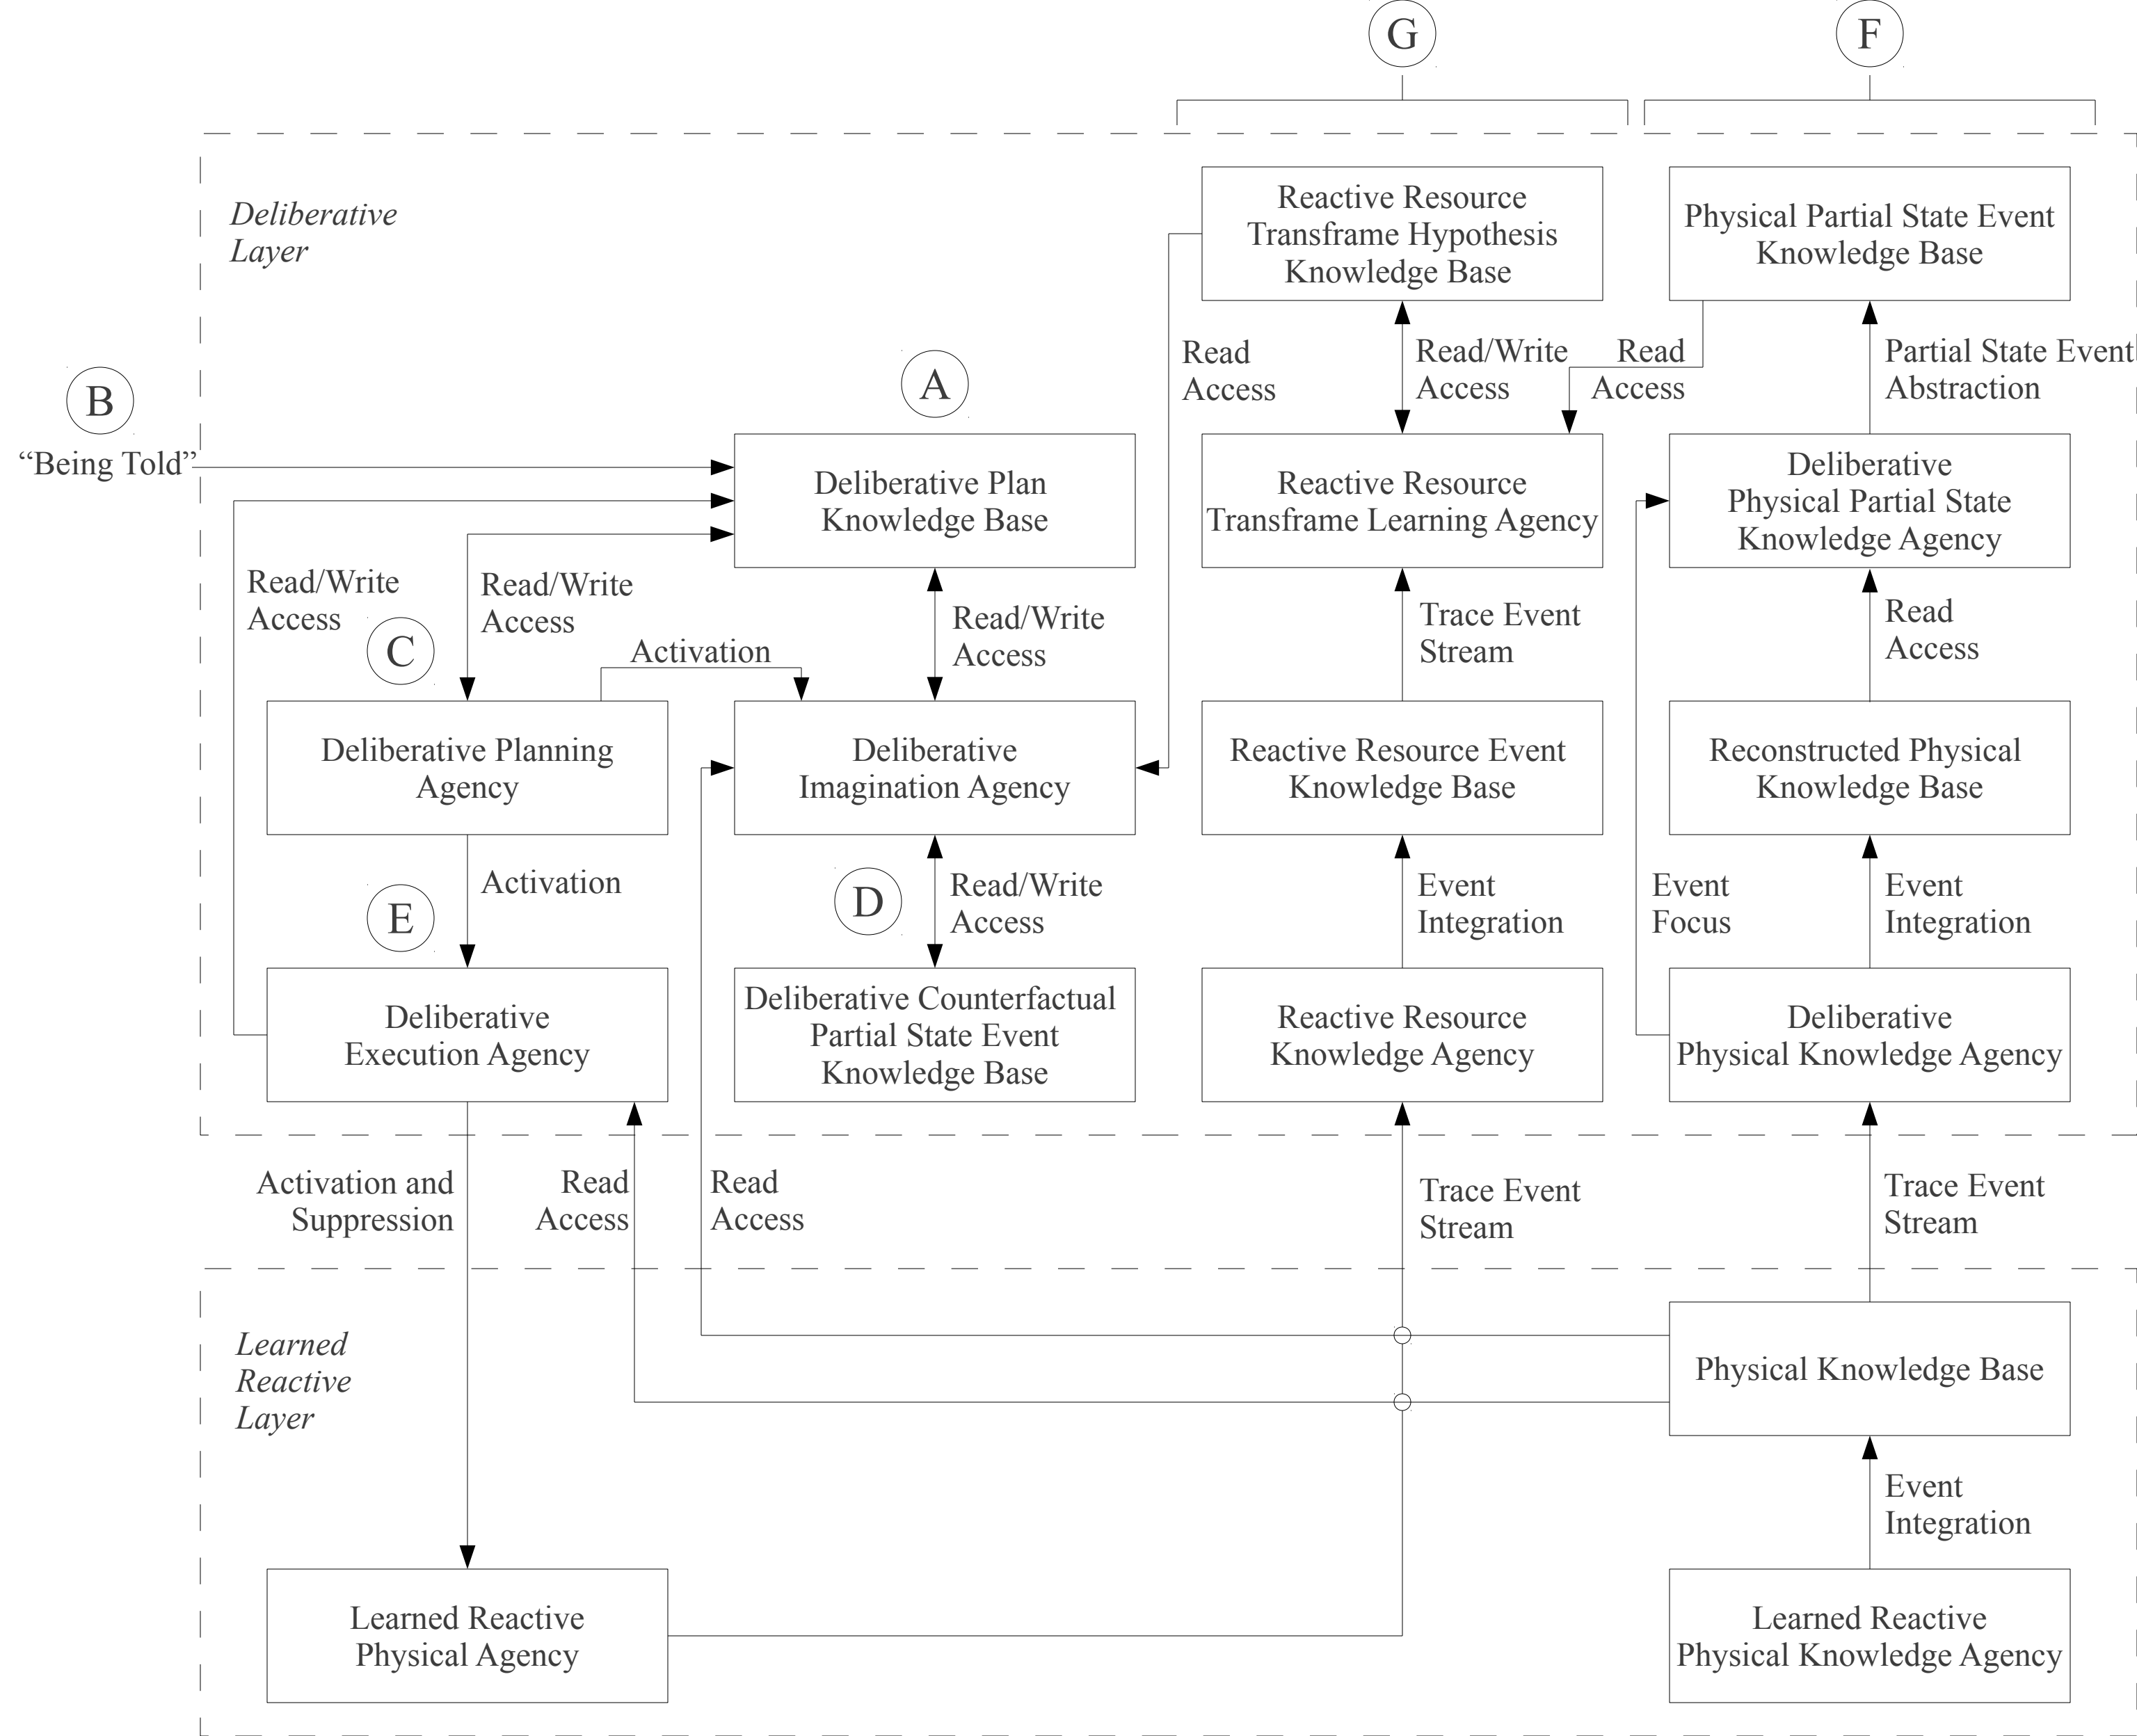 G
F
Deliberative
Layer
Reactive Resource
Transframe Hypothesis
Knowledge Base
Physical Partial State Event
Knowledge Base
Read
Access
Read/Write
Access
Read
Access
Partial State Event
Abstraction
B
“Being Told”
A
Deliberative Plan
Knowledge Base
Reactive Resource
Transframe Learning Agency
Deliberative
Physical Partial State
Knowledge Agency
Read/Write
Access
Read/Write
Access
C
Activation
Read/Write
Access
Trace Event
Stream
Read
Access
Deliberative Planning
Agency
Deliberative
Imagination Agency
Reactive Resource Event
Knowledge Base
Reconstructed Physical
Knowledge Base
E
Activation
D
Read/Write
Access
Event
Integration
Event
Focus
Event
Integration
Deliberative
Execution Agency
Deliberative Counterfactual
Partial State Event
Knowledge Base
Reactive Resource
Knowledge Agency
Deliberative
Physical Knowledge Agency
Activation and
Suppression
Read
Access
Read
Access
Trace Event
Stream
Trace Event
Stream
Learned
Reactive
Layer
Physical Knowledge Base
Event
Integration
Learned Reactive
Physical Agency
Learned Reactive
Physical Knowledge Agency